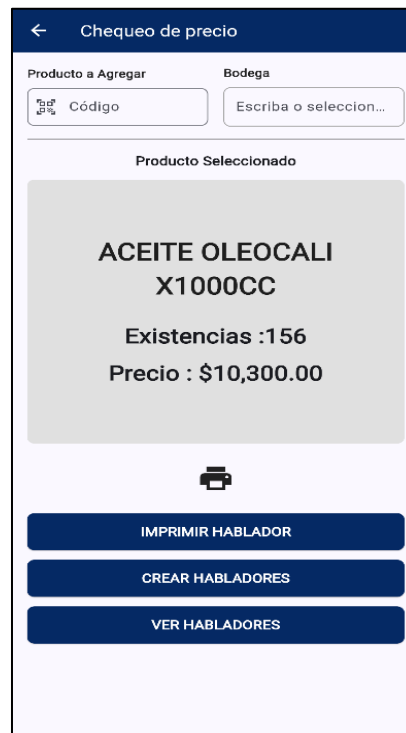 Chequeo de precio
Producto a Agregar
Bodega
Código
Escriba o seleccion...
Producto Seleccionado
ACEITE OLEOCALI
X1000CC
Existencias :156
Precio : $10,300.00
IMPRIMIR HABLADOR
CREAR HABLADORES
VER HABLADORES